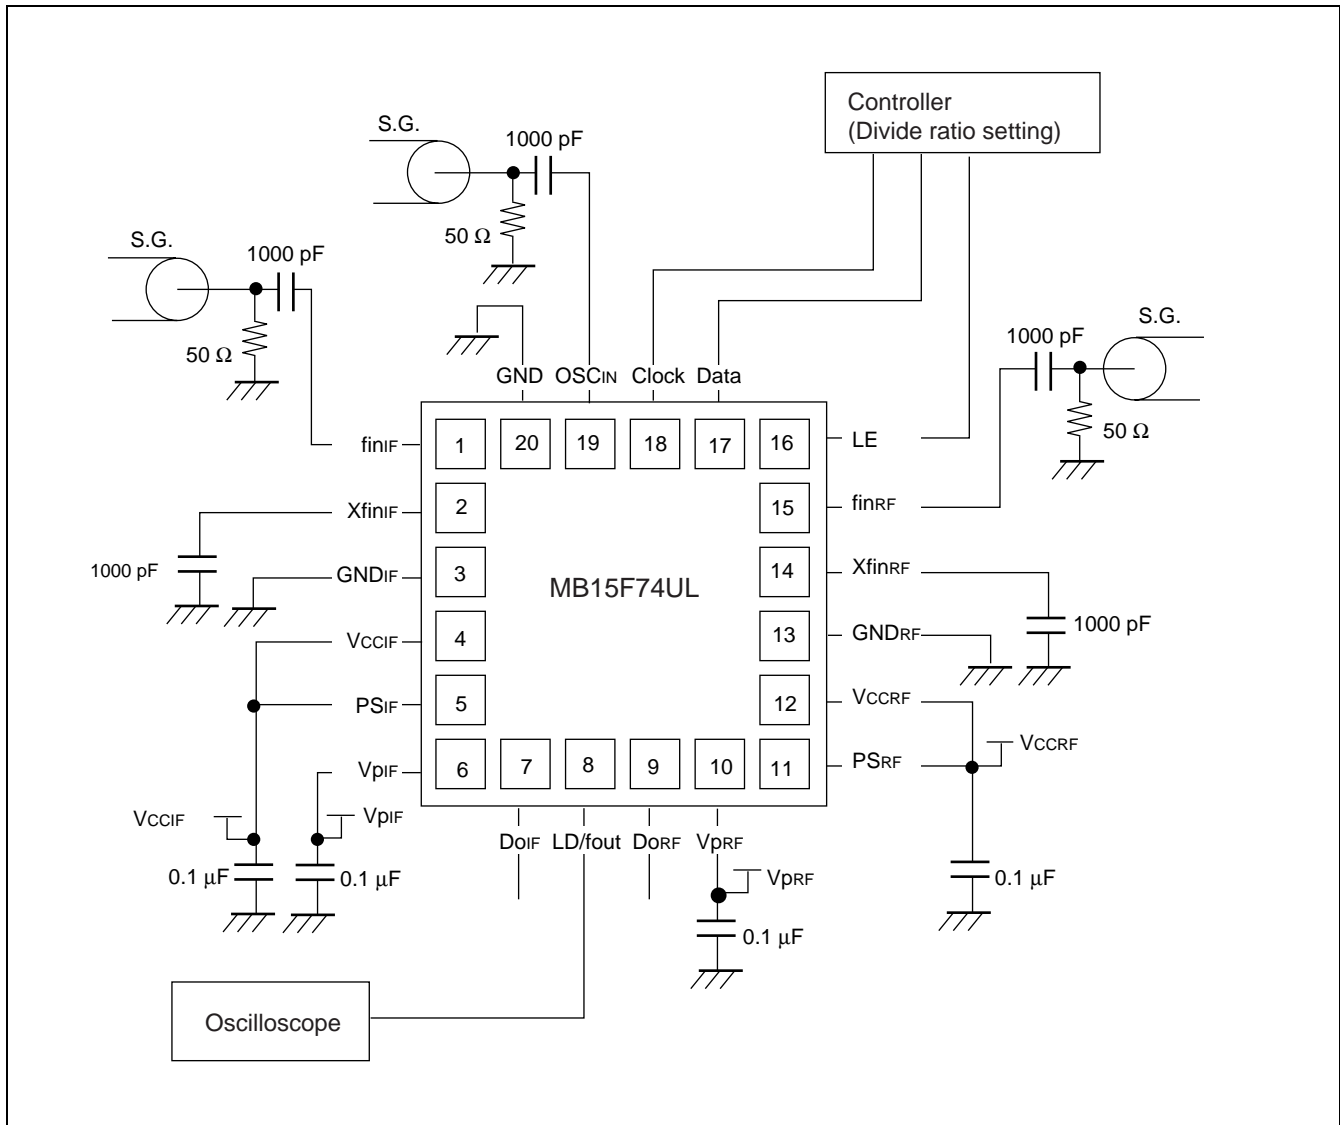 Controller
(Divide ratio setting)
S.G.
1000 pF
50 Ω
S.G.
1000 pF
50 Ω
S.G.
1000 pF
50 Ω
GND OSCIN Clock Data
finIF 1 20 19 18 17 16 LE
XfinIF 2 15 finRF
1000 pF
GNDIF 3 MB15F74UL 14 XfinRF
1000 pF
VCCIF 4 13 GNDRF
PSIF 5 12 VCCRF
VCCRF
VpIF 6 7 8 9 10 11 PSRF
VCCIF VpIF
DoIF LD/fout DoRF VpRF
0.1 μF 0.1 μF VpRF 0.1 μF
0.1 μF
Oscilloscope